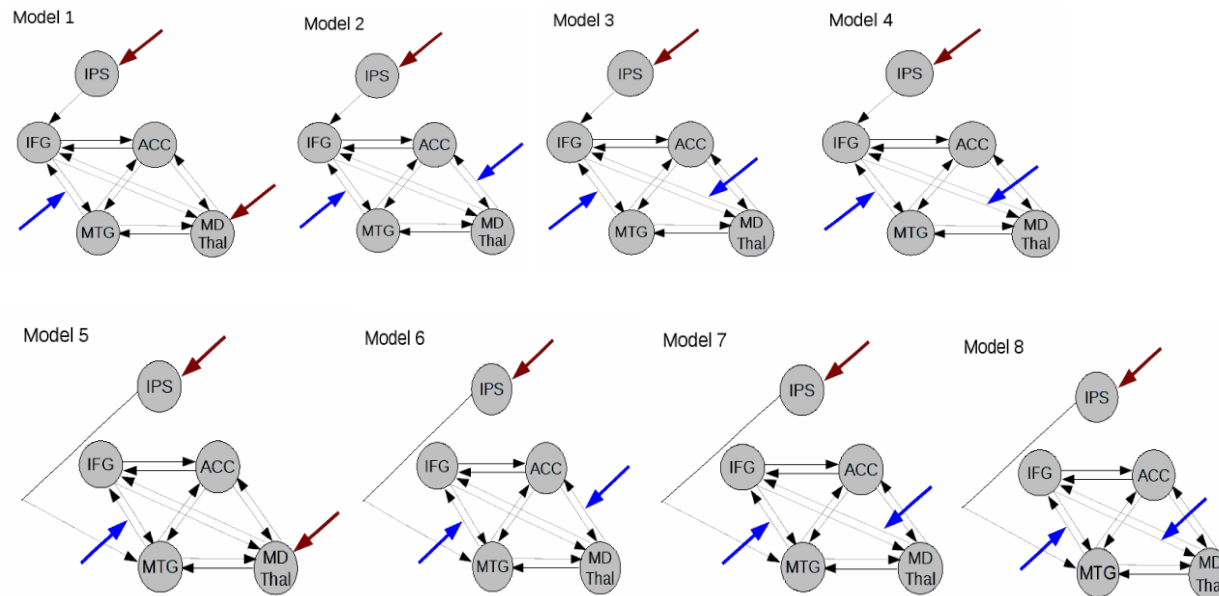 Model 1
Model 2
Model 3
Model 4
IPS
IPS
IPS
IPS
IFG
ACC
IFG
ACC
IFG
ACC
IFG
ACC
MTG
MD
Thal
MTG
MD
Thal
MTG
MD
Thal
MTG
MD
Thal
Model 5
Model 6
Model 7
Model 8
IPS
IPS
IPS
IPS
IFG
ACC
IFG
ACC
IFG
ACC
IFG
ACC
MTG
MD
Thal
MTG
MD
Thal
MTG
MD
Thal
MTG
MD
Thal